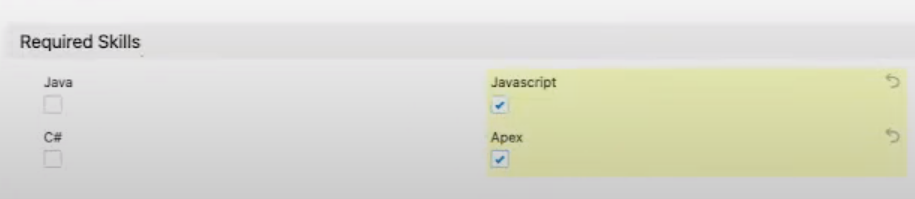 Required Skills
Java
Javascript
C#
Apex